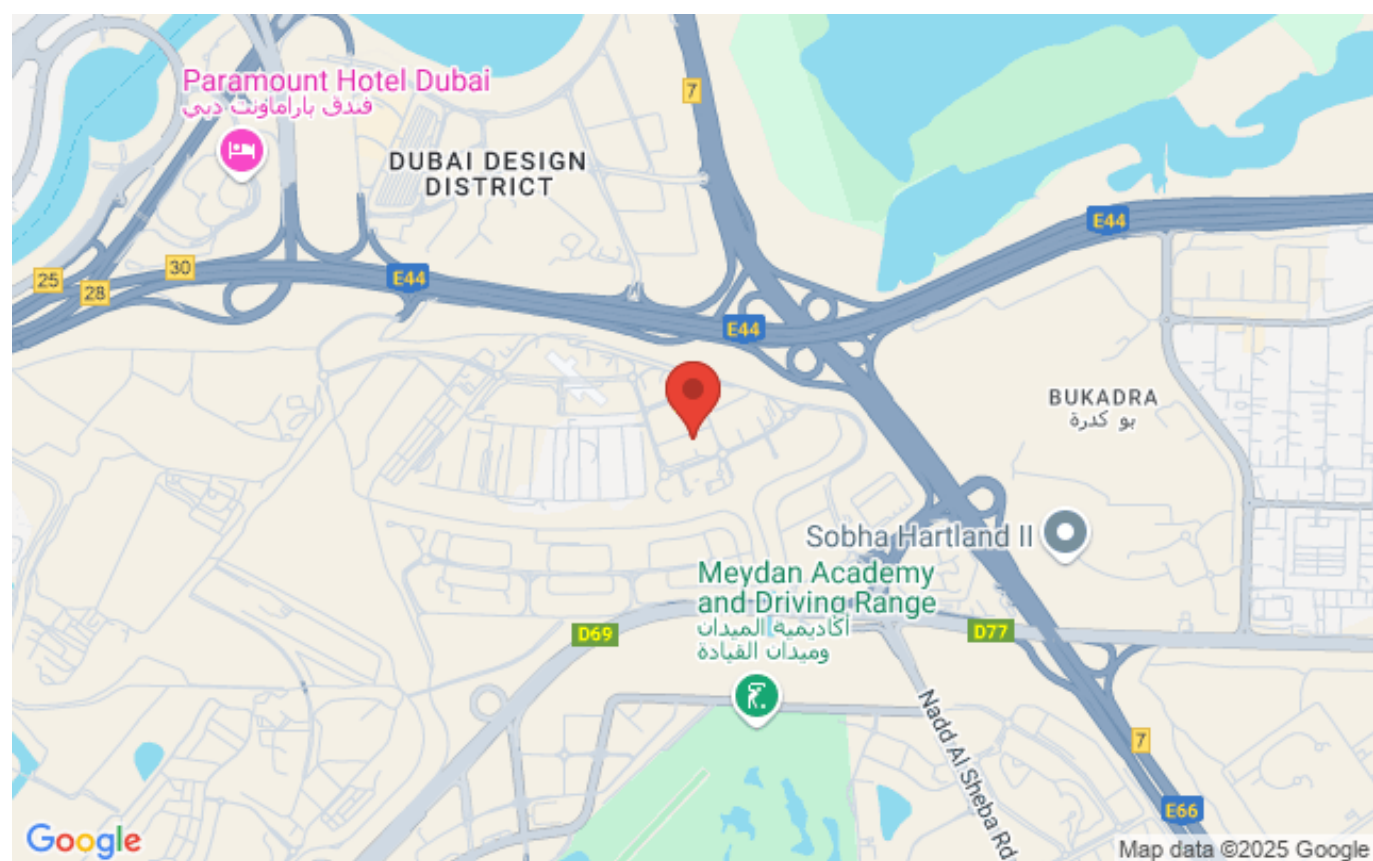 Paramount Hotel Dubai
فندق باراماونت دبي
7
DUBAI DESIGN
DISTRICT
E44
30
25
28
E44
E44
BUKADRA
بو كدرة
Sobha Hartland II
Meydan Academy
and Driving Range
أكاديمية الميدان
وميدان القيادة
D69
D77
Nadd Al Sheba Rd
7
E66
Google
Map data ©2025 Google